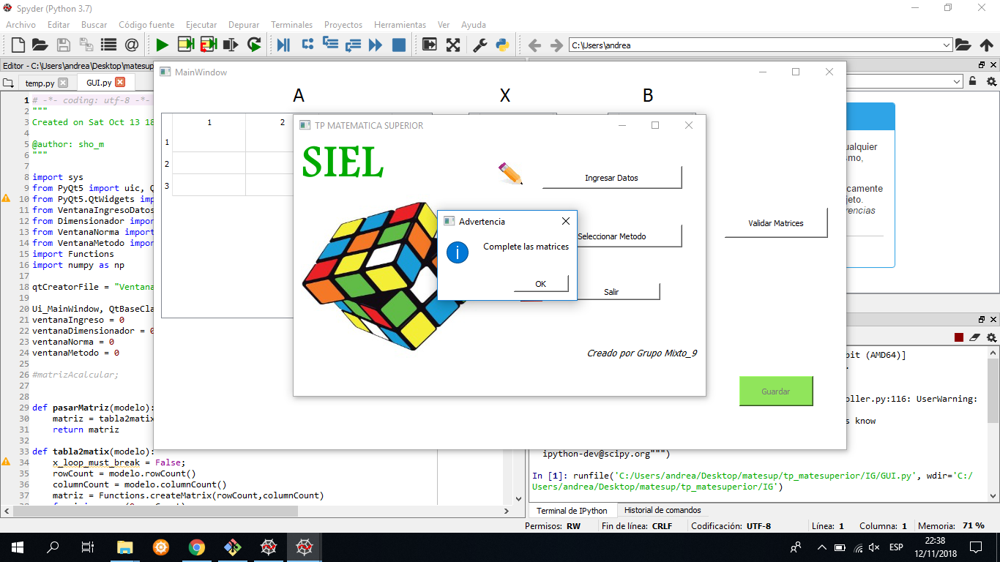 Spyder (Python 3.7)
Archivo Editar Buscar Código fuente Ejecutar Depurar Terminales Proyectos Herramientas Ver Ayuda
C:\Users\andrea
Editor - C:\Users\andrea\Desktop\matesup
temp.py GUI.py
1 # -*- coding: utf-8 -*-
2 """
3 Created on Sat Oct 13 18
4
5 @author: sho_m
6 """
7
8 import sys
9 from PyQt5 import uic, Q
10 from PyQt5.QtWidgets imp
11 from VentanaIngresoDatos
12 from Dimensionador impor
13 from VentanaNorma import
14 from VentanaMetodo impor
15 import Functions
16 import numpy as np
17
18 qtCreatorFile = "Ventana
19
20 Ui_MainWindow, QtBaseCla
21 ventanaIngreso = 0
22 ventanaDimensionador = 0
23 ventanaNorma = 0
24 ventanaMetodo = 0
25
26 #matrizAcalcular;
27
28
29 def pasarMatriz(modelo):
30 matriz = tabla2matix
31 return matriz
32
33 def tabla2matix(modelo):
34 x_loop_must_break = False;
35 rowCount = modelo.rowCount()
36 columnCount = modelo.columnCount()
37 matriz = Functions.createMatrix(rowCount,columnCount)
MainWindow
A X B
1 2
1
2
3
Validar Matrices
Guardar
TP MATEMATICA SUPERIOR
SIEL
Ingresar Datos
Seleccionar Metodo
Salir
Creado por Grupo Mixto_9
Advertencia
Complete las matrices
OK
ualquier
smo,
icamente
jeto.
rencias
bit (AMD64)]
.
oller.py:116: UserWarning:
s know
ipython-dev@scipy.org""")
In [1]: runfile('C:/Users/andrea/Desktop/matesup/tp_matesuperior/IG/GUI.py', wdir='C:/
Users/andrea/Desktop/matesup/tp_matesuperior/IG')
Terminal de IPython Historial de comandos
Permisos: RW Fin de línea: CRLF Codificación: UTF-8 Línea: 1 Columna: 1 Memoria: 71 %
ESP
22:38
12/11/2018